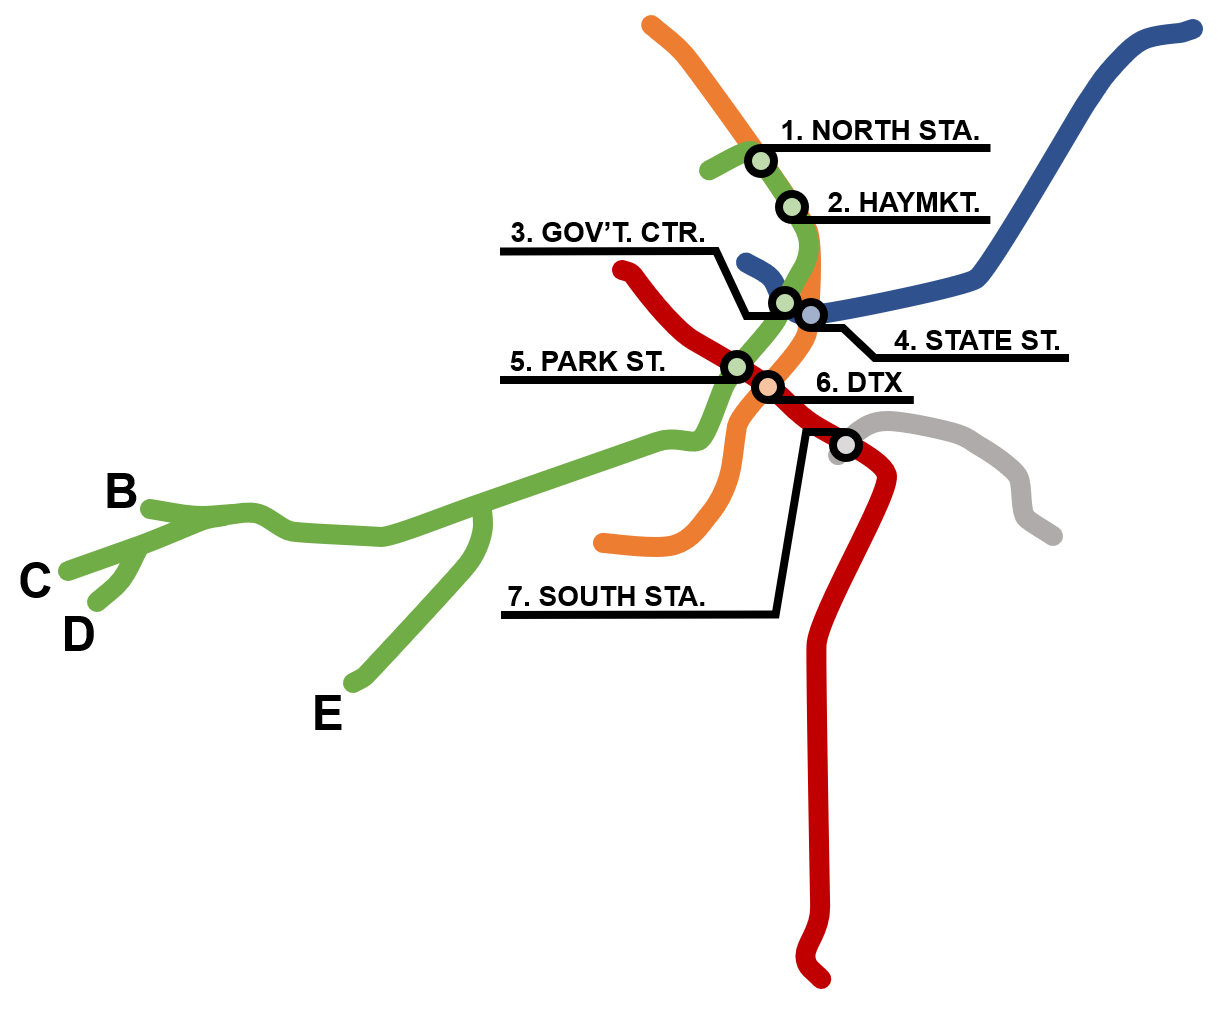 1. NORTH STA.
2. HAYMKT.
3. GOV’T. CTR.
4. STATE ST.
5. PARK ST.
6. DTX
B
C
7. SOUTH STA.
D
E